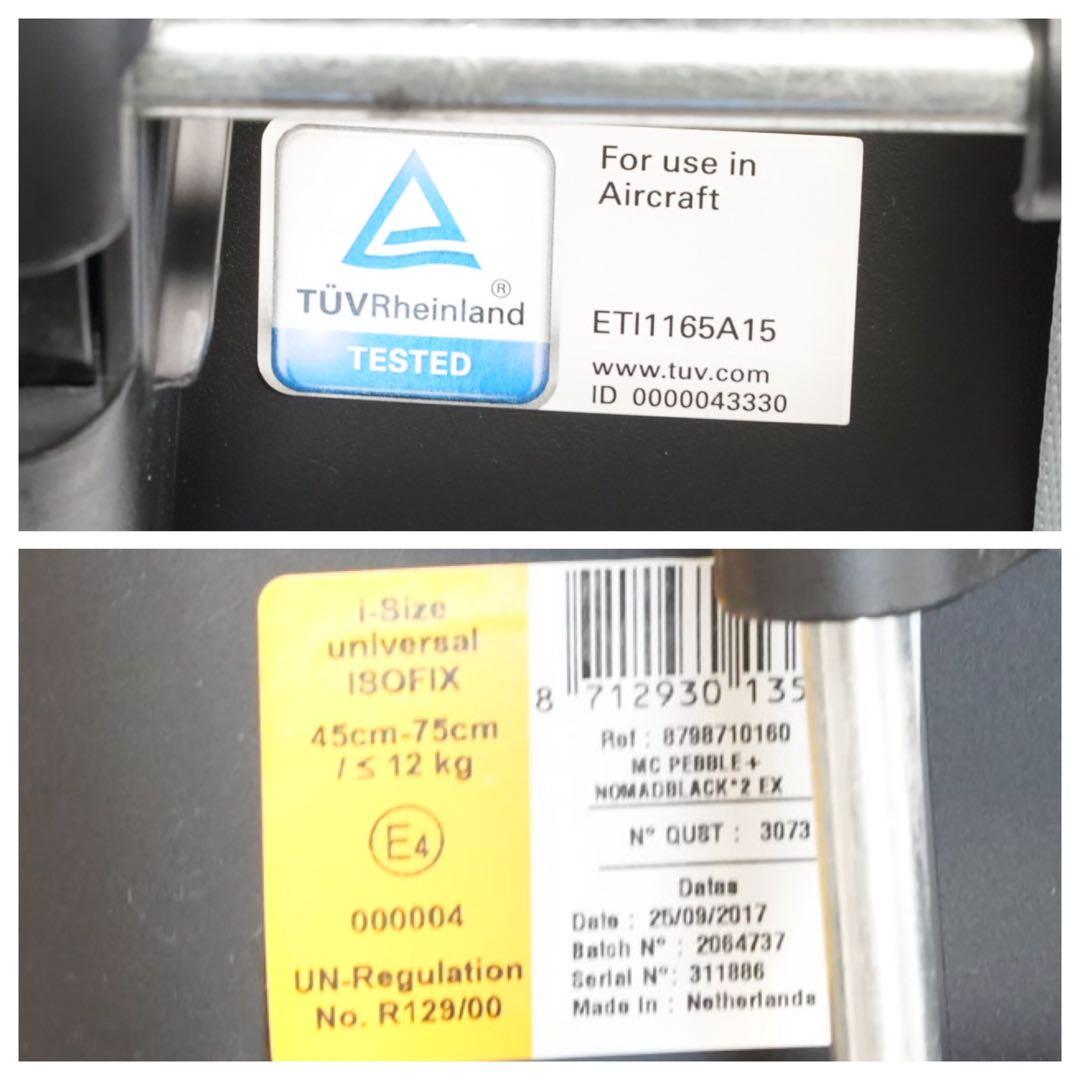 TÜVRheinland®
TESTED
For use in
Aircraft
ETI1165A15
www.tuv.com
ID 0000043330
i-Size
universal
ISOFIX
45cm-75cm
/ ≤ 12 kg
E4
000004
UN-Regulation
No. R129/00
8 712930 135
Ref : 8798710160
MC PEBBLE+
NOMADBLACK*2 EX
N° QUST : 3073
Datas
Date : 25/09/2017
Batch N° : 2064737
Serial N°: 311886
Made In : Netherlands